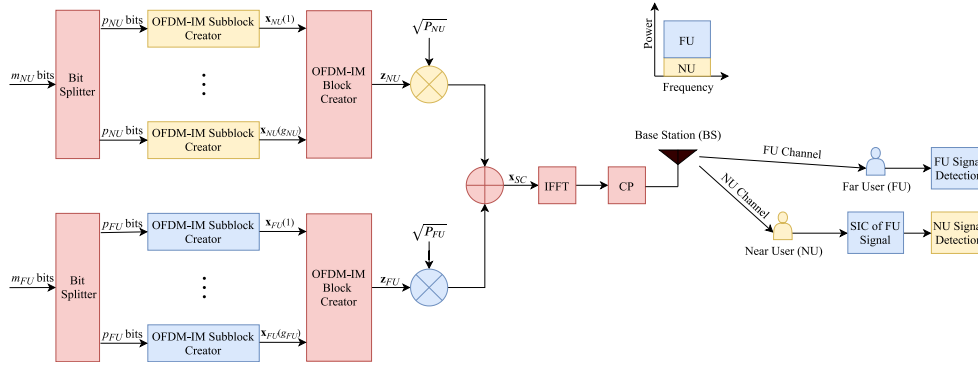 m_NU bits
Bit
Splitter
p_NU bits
OFDM-IM Subblock
Creator
x_NU(1)
p_NU bits
OFDM-IM Subblock
Creator
x_NU(g_NU)
OFDM-IM
Block
Creator
z_NU
√P_NU
m_FU bits
Bit
Splitter
p_FU bits
OFDM-IM Subblock
Creator
x_FU(1)
p_FU bits
OFDM-IM Subblock
Creator
x_FU(g_FU)
OFDM-IM
Block
Creator
z_FU
√P_FU
x_SC
IFFT
CP
Base Station (BS)
Power
FU
NU
Frequency
FU Channel
NU Channel
Far User (FU)
FU Signal
Detection
Near User (NU)
SIC of FU
Signal
NU Signal
Detection